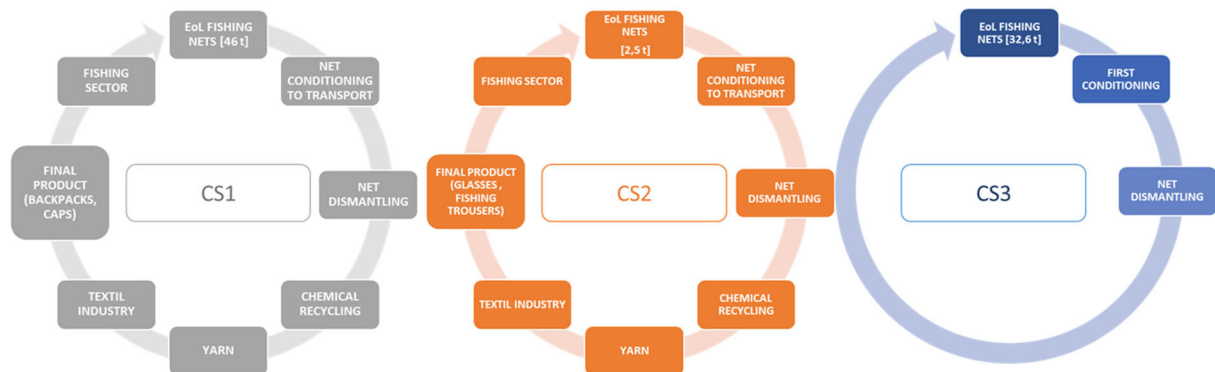 EoL FISHING
NETS [46 t]
NET
CONDITIONING
TO TRANSPORT
NET
DISMANTLING
CHEMICAL
RECYCLING
YARN
TEXTIL
INDUSTRY
FINAL
PRODUCT
(BACKPACKS,
CAPS)
FISHING
SECTOR
CS1
EoL FISHING
NETS
[2,5 t]
NET
CONDITIONING
TO TRANSPORT
NET
DISMANTLING
CHEMICAL
RECYCLING
YARN
TEXTIL INDUSTRY
FINAL PRODUCT
(GLASSES ,
FISHING
TROUSERS)
FISHING SECTOR
CS2
EoL FISHING
NETS [32,6 t]
FIRST
CONDITIONING
NET
DISMANTLING
CS3